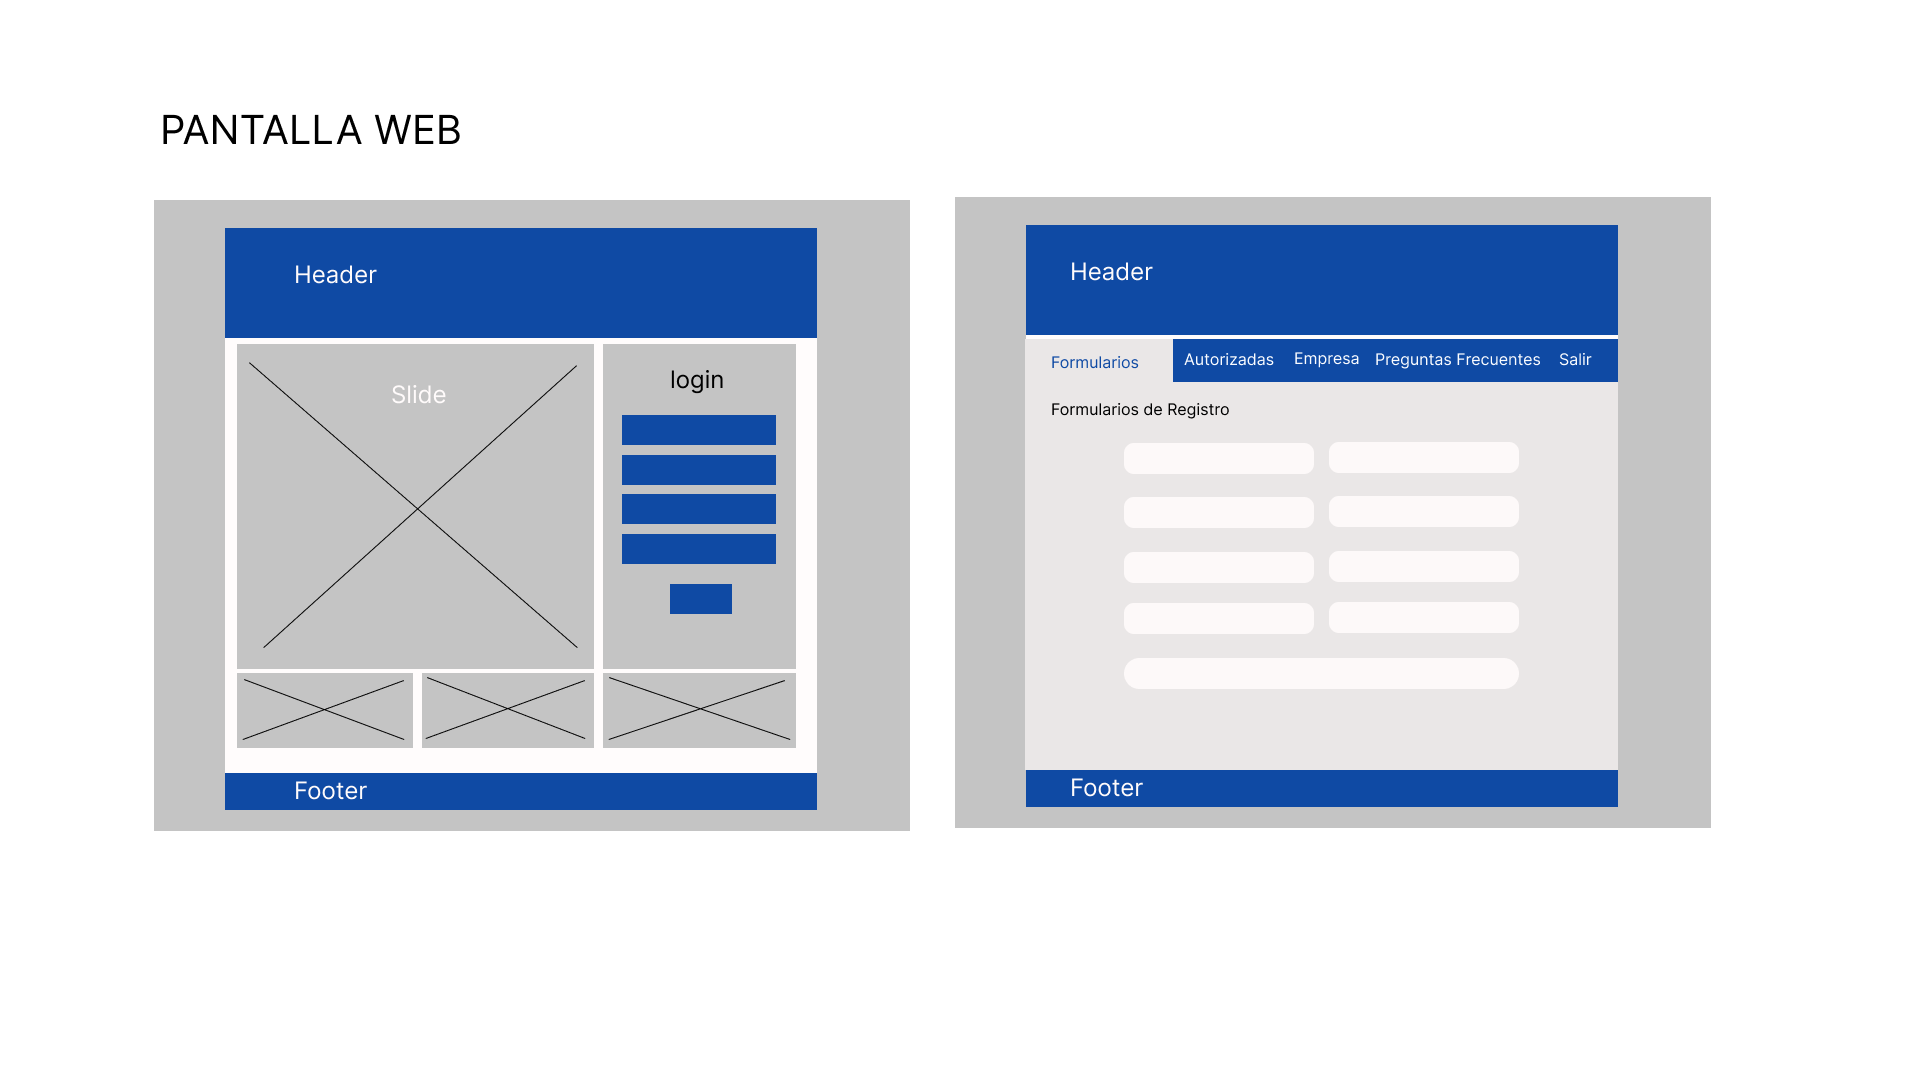 PANTALLA WEB
Header
Slide
login
Footer
Header
Formularios Autorizadas Empresa Preguntas Frecuentes Salir
Formularios de Registro
Footer